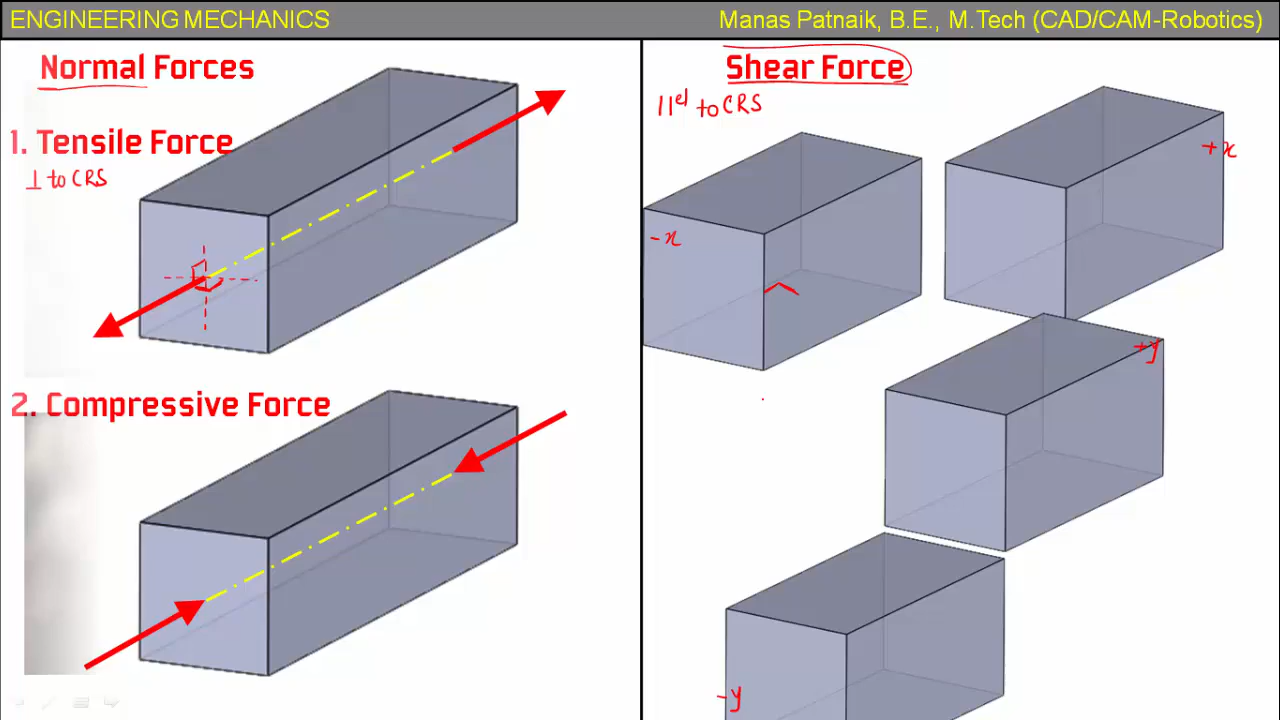 ENGINEERING MECHANICS
Manas Patnaik, B.E., M.Tech (CAD/CAM-Robotics)
Normal Forces
1. Tensile Force
⊥ to CRS
2. Compressive Force
Shear Force
||el to CRS
-x
+x
+y
-y